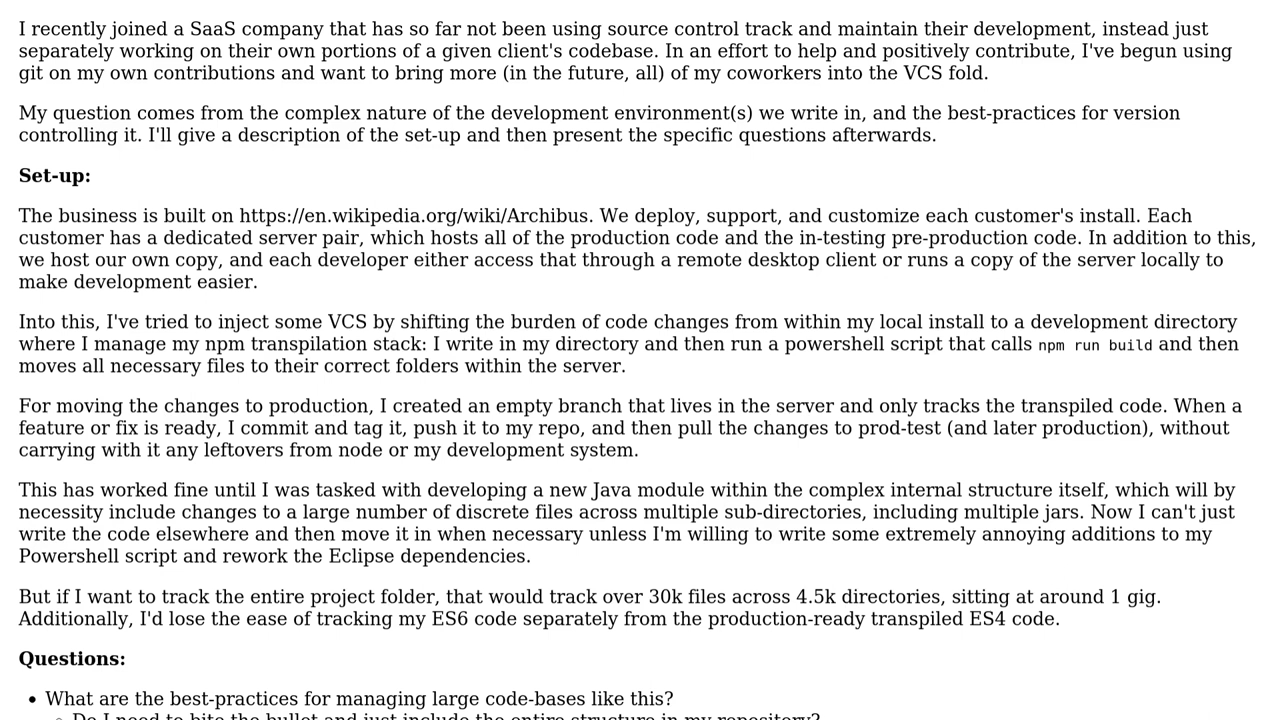 I recently joined a SaaS company that has so far not been using source control track and maintain their development, instead just
separately working on their own portions of a given client's codebase. In an effort to help and positively contribute, I've begun using
git on my own contributions and want to bring more (in the future, all) of my coworkers into the VCS fold.
My question comes from the complex nature of the development environment(s) we write in, and the best-practices for version
controlling it. I'll give a description of the set-up and then present the specific questions afterwards.
Set-up:
The business is built on https://en.wikipedia.org/wiki/Archibus. We deploy, support, and customize each customer's install. Each
customer has a dedicated server pair, which hosts all of the production code and the in-testing pre-production code. In addition to this,
we host our own copy, and each developer either access that through a remote desktop client or runs a copy of the server locally to
make development easier.
Into this, I've tried to inject some VCS by shifting the burden of code changes from within my local install to a development directory
where I manage my npm transpilation stack: I write in my directory and then run a powershell script that calls npm run build and then
moves all necessary files to their correct folders within the server.
For moving the changes to production, I created an empty branch that lives in the server and only tracks the transpiled code. When a
feature or fix is ready, I commit and tag it, push it to my repo, and then pull the changes to prod-test (and later production), without
carrying with it any leftovers from node or my development system.
This has worked fine until I was tasked with developing a new Java module within the complex internal structure itself, which will by
necessity include changes to a large number of discrete files across multiple sub-directories, including multiple jars. Now I can't just
write the code elsewhere and then move it in when necessary unless I'm willing to write some extremely annoying additions to my
Powershell script and rework the Eclipse dependencies.
But if I want to track the entire project folder, that would track over 30k files across 4.5k directories, sitting at around 1 gig.
Additionally, I'd lose the ease of tracking my ES6 code separately from the production-ready transpiled ES4 code.
Questions:
• What are the best-practices for managing large code-bases like this?
◦ Do I need to bite the bullet and just include the entire structure in my repository?